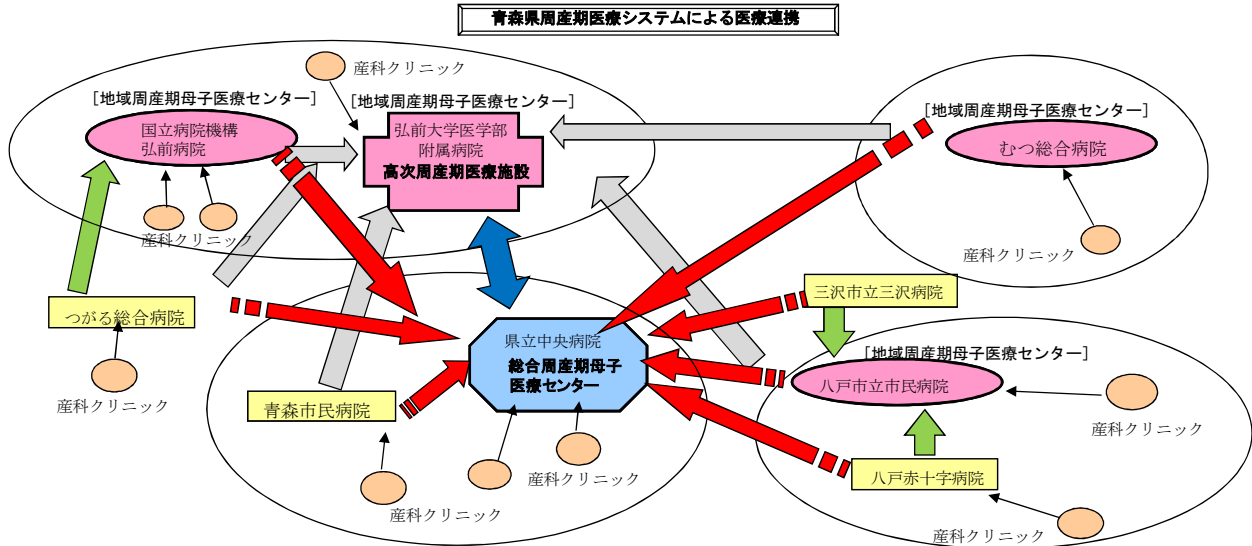 青森県周産期医療システムによる医療連携
産科クリニック
[地域周産期母子医療センター]
国立病院機構
弘前病院
[地域周産期母子医療センター]
弘前大学医学部
附属病院
高次周産期医療施設
[地域周産期母子医療センター]
むつ総合病院
産科クリニック
産科クリニック
つがる総合病院
産科クリニック
三沢市立三沢病院
県立中央病院
総合周産期母子
医療センター
[地域周産期母子医療センター]
八戸市立市民病院
産科クリニック
青森市民病院
産科クリニック
産科クリニック
八戸赤十字病院
産科クリニック